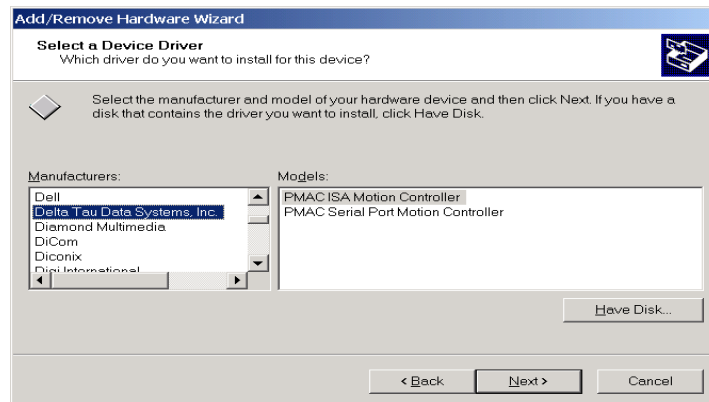 Add/Remove Hardware Wizard
Select a Device Driver
Which driver do you want to install for this device?
Select the manufacturer and model of your hardware device and then click Next. If you have a
disk that contains the driver you want to install, click Have Disk.
Manufacturers:
Dell
Delta Tau Data Systems, Inc.
Diamond Multimedia
DiCom
Diconix
Digi International
Models:
PMAC ISA Motion Controller
PMAC Serial Port Motion Controller
Have Disk...
< Back
Next >
Cancel